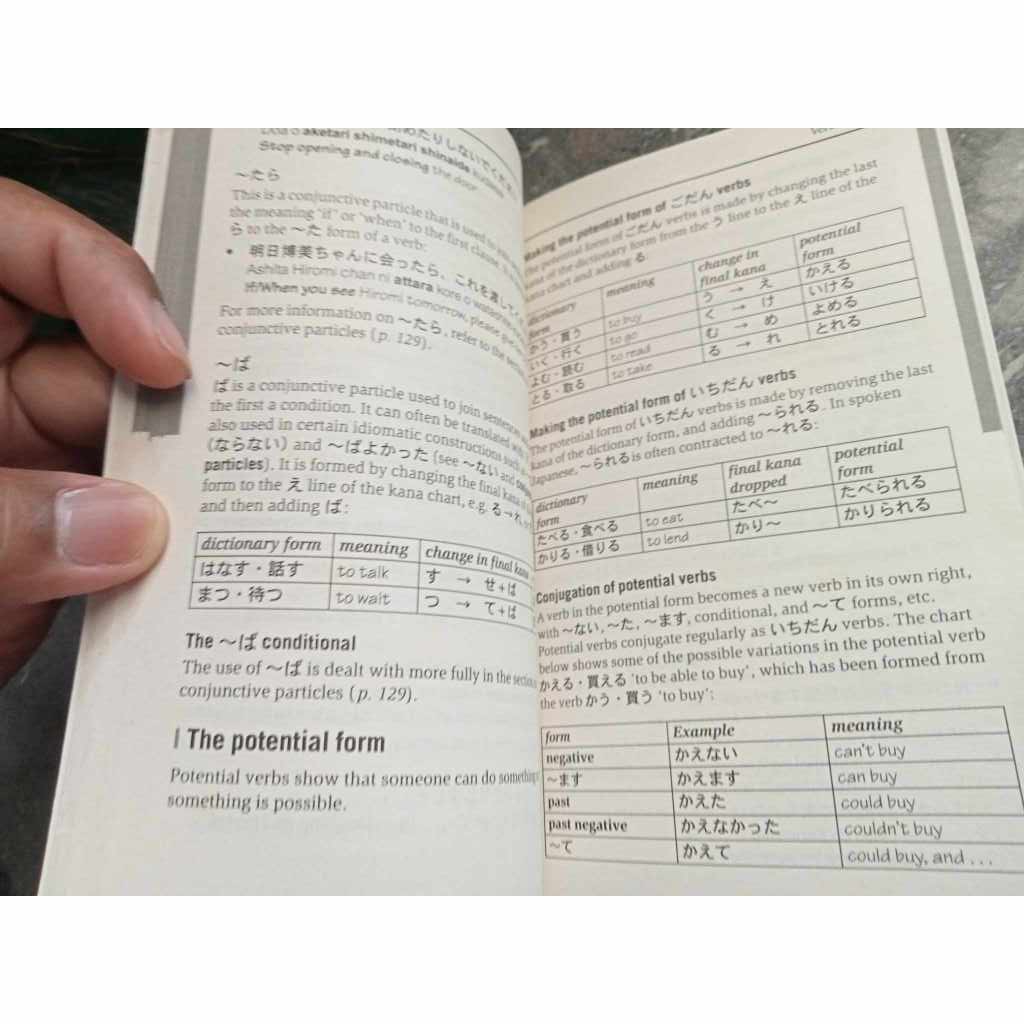 aketari shimetari shinaide
Stop opening and closing the door
～たら
This is a conjunctive particle that is used to
the meaning 'if' or 'when' to the first clause.
ら to the ～た form of a verb:
• 明日博美ちゃんに会ったら、これを渡して
Ashita Hiromi chan ni attara kore o
If/When you see Hiromi tomorrow, please give
For more information on ～たら, refer to the
conjunctive particles (p. 129).
～ば
ば is a conjunctive particle used to join
the first a condition. It can often be translated
also used in certain idiomatic constructions such
(ならない) and ～ばよかった (see ～ない and
particles). It is formed by changing the final kana
form to the え line of the kana chart, e.g. る→れ
and then adding ば:
dictionary form meaning change in final kana
はなす・話す to talk す → せ+ば
まつ・待つ to wait つ → て+ば
The ～ば conditional
The use of ～ば is dealt with more fully in the
conjunctive particles (p. 129).
The potential form
Potential verbs show that someone can do
something is possible.
Making the potential form of ごだん verbs
The potential form of ごだん verbs is made by changing the last
kana of the dictionary form from the う line to the え line of the
kana chart and adding る:
dictionary form meaning change in final kana potential form
かう・買う to buy う → え かえる
いく・行く to go く → け いける
よむ・読む to read む → め よめる
とる・取る to take る → れ とれる
Making the potential form of いちだん verbs
The potential form of いちだん verbs is made by removing the last
kana of the dictionary form, and adding ～られる. In spoken
Japanese, ～られる is often contracted to ～れる:
dictionary form meaning final kana dropped potential form
たべる・食べる to eat たべ～ たべられる
かりる・借りる to lend かり～ かりられる
Conjugation of potential verbs
A verb in the potential form becomes a new verb in its own right,
with ～ない, ～た, ～ます, conditional, and ～て forms, etc.
Potential verbs conjugate regularly as いちだん verbs. The chart
below shows some of the possible variations in the potential verb
かえる・買える 'to be able to buy', which has been formed from
the verb かう・買う 'to buy':
form Example meaning
negative かえない can't buy
～ます かえます can buy
past かえた could buy
past negative かえなかった couldn't buy
～て かえて could buy, and . . .